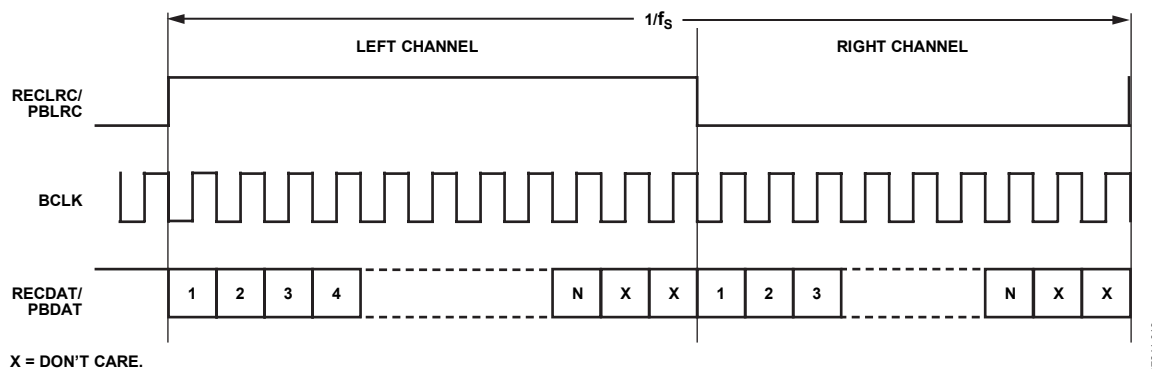 1/fS
LEFT CHANNEL
RIGHT CHANNEL
RECLRC/
PBLRC
BCLK
RECDAT/
PBDAT
1 2 3 4 N X X 1 2 3 N X X
X = DON'T CARE.